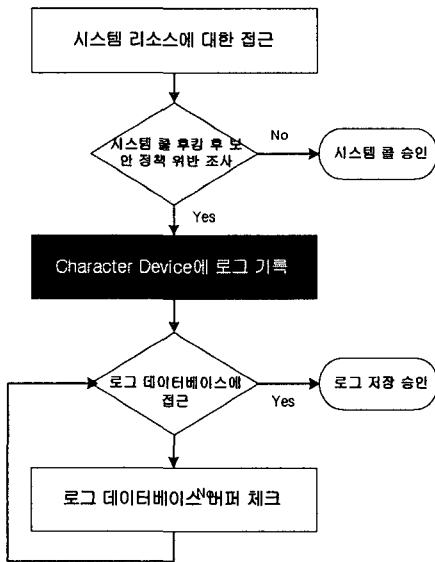 시스템 리소스에 대한 접근
시스템 콜 후킹 후 보
안 정책 위반 조사
No
시스템 콜 승인
Yes
Character Device에 로그 기록
로그 데이터베이스에
접근
Yes
로그 저장 승인
No
로그 데이터베이스 버퍼 체크